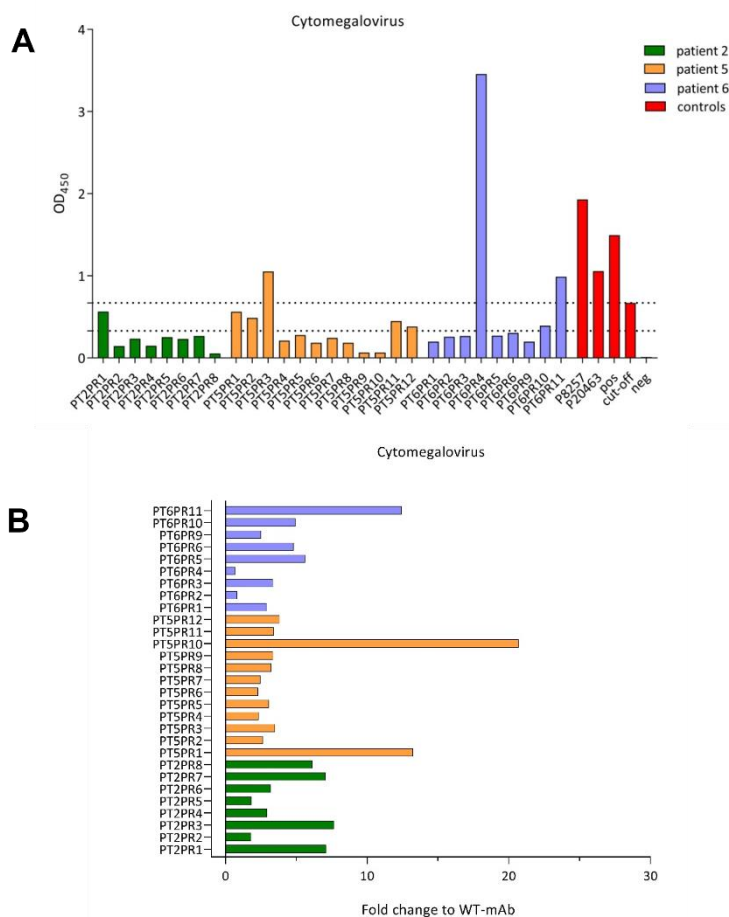 A
Cytomegalovirus
OD450
4
3
2
1
0
patient 2
patient 5
patient 6
controls
PT2PR1
PT2PR2
PT2PR3
PT2PR4
PT2PR5
PT2PR6
PT2PR7
PT2PR8
PT5PR1
PT5PR2
PT5PR3
PT5PR4
PT5PR5
PT5PR6
PT5PR7
PT5PR8
PT5PR9
PT5PR10
PT5PR11
PT5PR12
PT6PR1
PT6PR2
PT6PR3
PT6PR4
PT6PR5
PT6PR6
PT6PR9
PT6PR10
PT6PR11
P8257
P20463
pos
cut-off
neg
Cytomegalovirus
B
PT6PR11
PT6PR10
PT6PR9
PT6PR6
PT6PR5
PT6PR4
PT6PR3
PT6PR2
PT6PR1
PT5PR12
PT5PR11
PT5PR10
PT5PR9
PT5PR8
PT5PR7
PT5PR6
PT5PR5
PT5PR4
PT5PR3
PT5PR2
PT5PR1
PT2PR8
PT2PR7
PT2PR6
PT2PR5
PT2PR4
PT2PR3
PT2PR2
PT2PR1
0 10 20 30
Fold change to WT-mAb